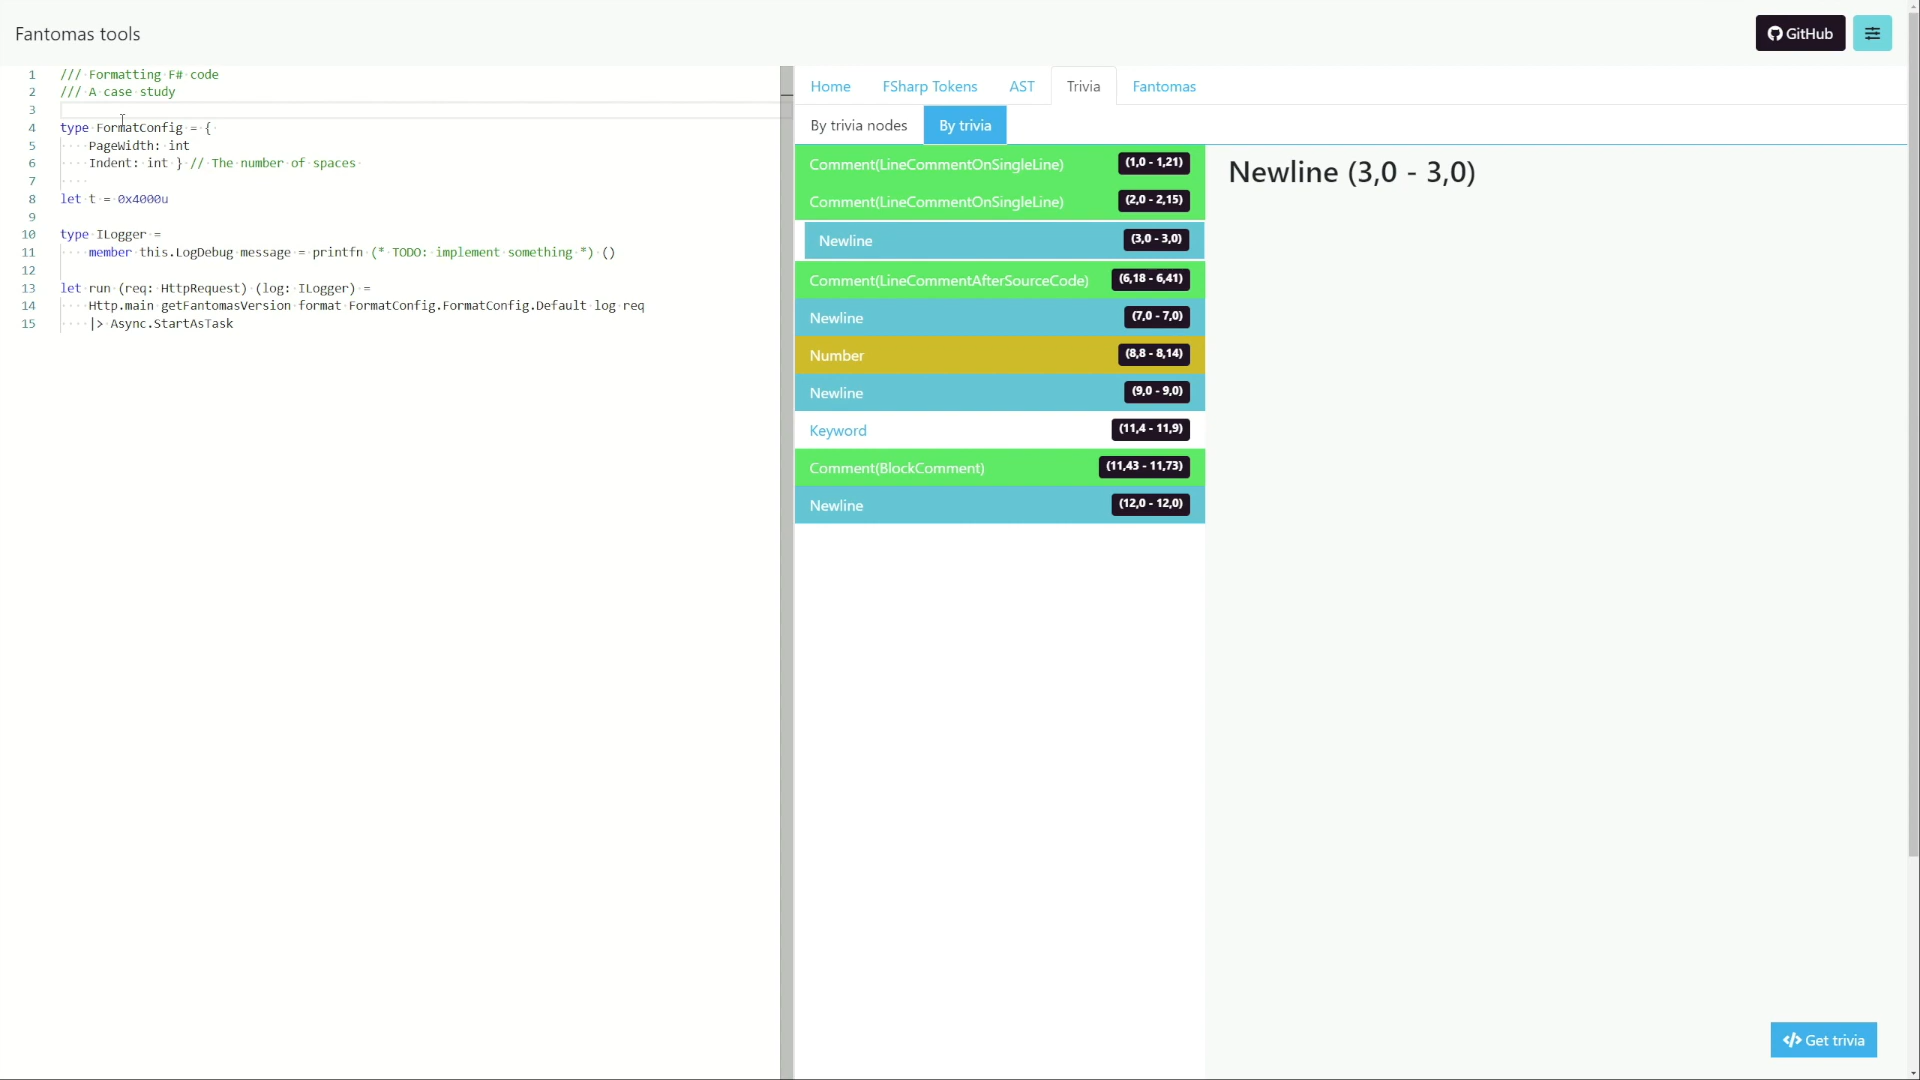 Fantomas tools
GitHub
1 /// Formatting F# code
2 /// A case study
3
4 type FormatConfig = {
5 PageWidth: int
6 Indent: int } // The number of spaces
7
8 let t = 0x4000u
9
10 type ILogger =
11 member this.LogDebug message = printfn (* TODO: implement something *) ()
12
13 let run (req: HttpRequest) (log: ILogger) =
14 Http.main getFantomasVersion format FormatConfig.FormatConfig.Default log req
15 |> Async.StartAsTask
Home FSharp Tokens AST Trivia Fantomas
By trivia nodes By trivia
Comment(LineCommentOnSingleLine) (1,0 - 1,21)
Comment(LineCommentOnSingleLine) (2,0 - 2,15)
Newline (3,0 - 3,0)
Comment(LineCommentAfterSourceCode) (6,18 - 6,41)
Newline (7,0 - 7,0)
Number (8,8 - 8,14)
Newline (9,0 - 9,0)
Keyword (11,4 - 11,9)
Comment(BlockComment) (11,43 - 11,73)
Newline (12,0 - 12,0)
Newline (3,0 - 3,0)
</> Get trivia